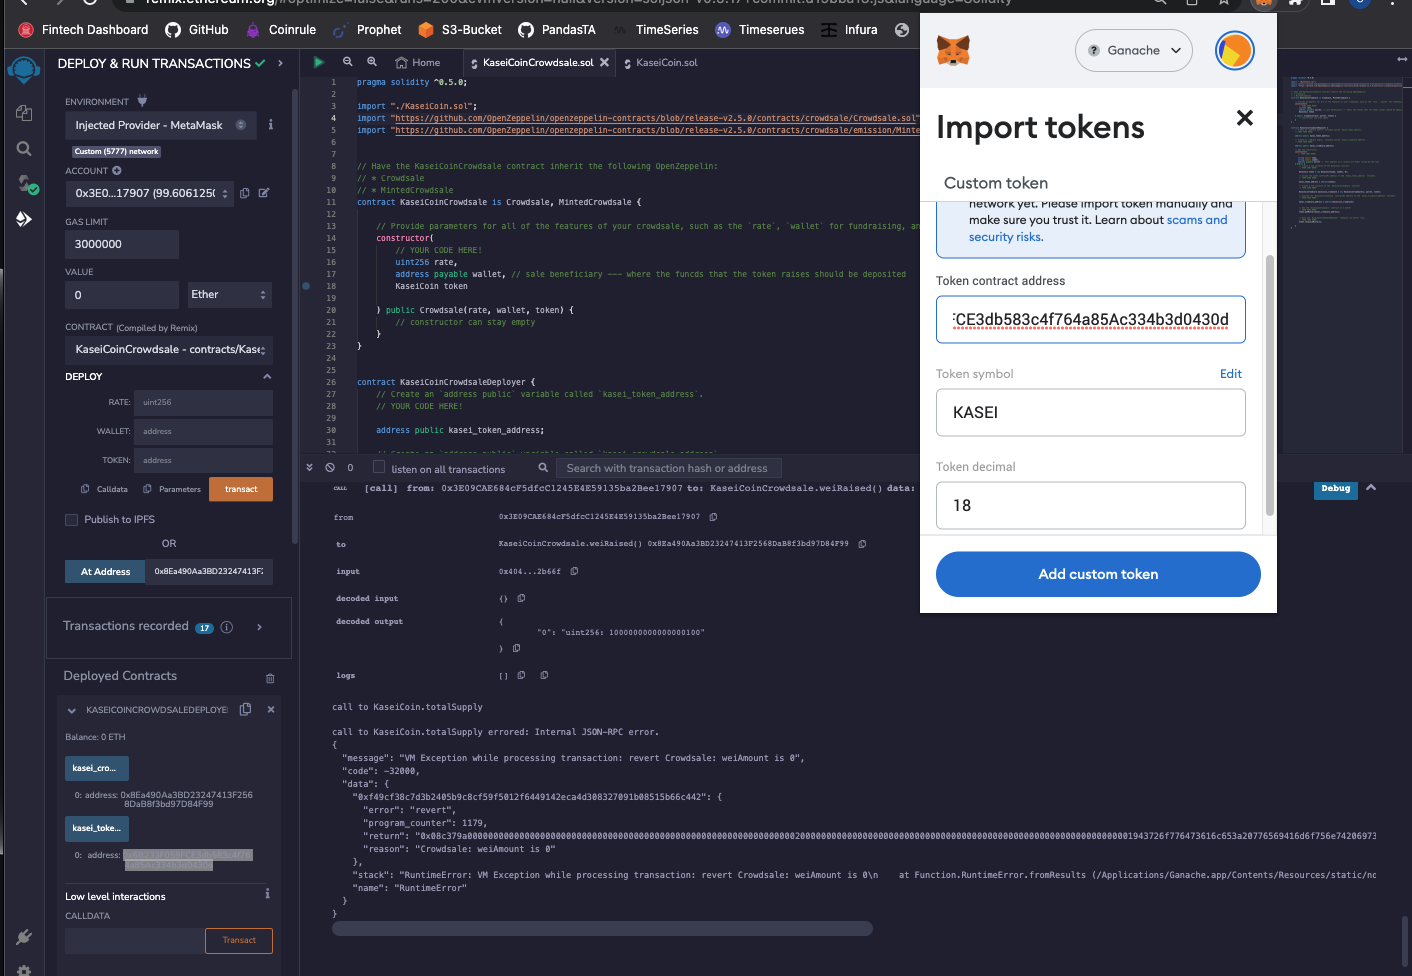 Fintech Dashboard
GitHub
Coinrule
Prophet
S3-Bucket
PandasTA
TimeSeries
Timeserues
Infura
DEPLOY & RUN TRANSACTIONS
ENVIRONMENT
Injected Provider - MetaMask
Custom (5777) network
ACCOUNT
0x3E0...17907 (99.6061250
GAS LIMIT
3000000
VALUE
0
Ether
CONTRACT (Compiled by Remix)
KaseiCoinCrowdsale - contracts/Kase
DEPLOY
RATE: uint256
WALLET: address
TOKEN: address
Calldata
Parameters
transact
Publish to IPFS
OR
At Address
0x8Ea490Aa3BD23247413F2
Transactions recorded 17
Deployed Contracts
KASEICOINCROWDSALEDEPLOYE
Balance: 0 ETH
kasei_cro...
0: address: 0x8Ea490Aa3BD23247413F256
8DaB8f3bd97D84F99
kasei_toke...
0: address:
Low level interactions
CALLDATA
Transact
Home
KaseiCoinCrowdsale.sol
KaseiCoin.sol
1 pragma solidity ^0.5.0;
2
3 import "./KaseiCoin.sol";
4 import "https://github.com/OpenZeppelin/openzeppelin-contracts/blob/release-v2.5.0/contracts/crowdsale/Crowdsale.sol"
5 import "https://github.com/OpenZeppelin/openzeppelin-contracts/blob/release-v2.5.0/contracts/crowdsale/emission/Minte
6
7
8 // Have the KaseiCoinCrowdsale contract inherit the following OpenZeppelin:
9 // * Crowdsale
10 // * MintedCrowdsale
11 contract KaseiCoinCrowdsale is Crowdsale, MintedCrowdsale {
12
13 // Provide parameters for all of the features of your crowdsale, such as the `rate`, `wallet` for fundraising, an
14 constructor(
15 // YOUR CODE HERE!
16 uint256 rate,
17 address payable wallet, // sale beneficiary --- where the funcds that the token raises should be deposited
18 KaseiCoin token
19
20 ) public Crowdsale(rate, wallet, token) {
21 // constructor can stay empty
22 }
23 }
24
25
26 contract KaseiCoinCrowdsaleDeployer {
27 // Create an `address public` variable called `kasei_token_address`.
28 // YOUR CODE HERE!
29
30 address public kasei_token_address;
31
0
listen on all transactions
Search with transaction hash or address
CALL [call] from: 0x3E09CAE684cF5dfcC1245E4E59135ba2Bee17907 to: KaseiCoinCrowdsale.weiRaised() data:
Debug
from 0x3E09CAE684cF5dfcC1245E4E59135ba2Bee17907
to KaseiCoinCrowdsale.weiRaised() 0x8Ea490Aa3BD23247413F2568DaB8f3bd97D84F99
input 0x404...2b66f
decoded input {}
decoded output {
"0": "uint256: 1000000000000000100"
}
logs []
call to KaseiCoin.totalSupply
call to KaseiCoin.totalSupply errored: Internal JSON-RPC error.
{
"message": "VM Exception while processing transaction: revert Crowdsale: weiAmount is 0",
"code": -32000,
"data": {
"0xf49cf38c7d3b2405b9c8cf59f5012f6449142eca4d308327091b08515b66c442": {
"error": "revert",
"program_counter": 1179,
"reason": "Crowdsale: weiAmount is 0"
},
"stack": "RuntimeError: VM Exception while processing transaction: revert Crowdsale: weiAmount is 0\n at Function.RuntimeError.fromResults (/Applications/Ganache.app/Contents/Resources/static/no
"name": "RuntimeError"
}
}
Ganache
Import tokens
Custom token
network yet. Please import token manually and
make sure you trust it. Learn about scams and
security risks.
Token contract address
FCE3db583c4f764a85Ac334b3d0430d
Token symbol
Edit
KASEI
Token decimal
18
Add custom token